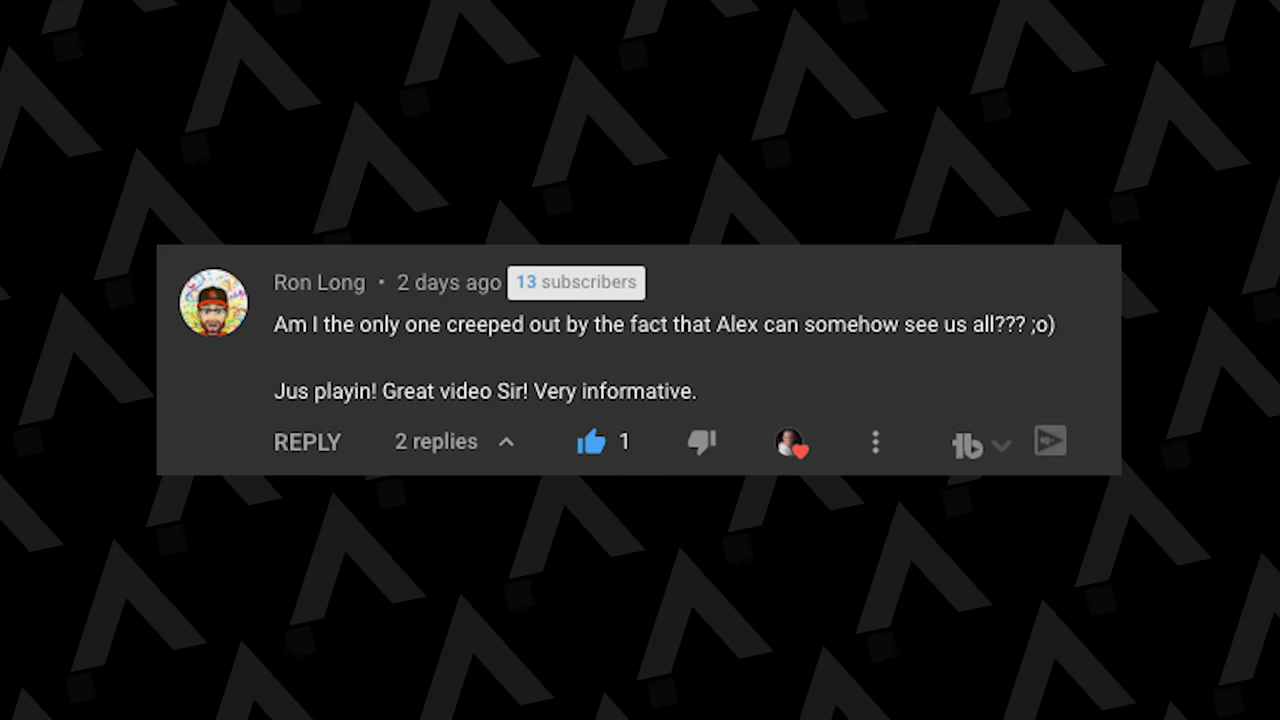 Ron Long • 2 days ago 13 subscribers
Am I the only one creeped out by the fact that Alex can somehow see us all??? ;o)
Jus playin! Great video Sir! Very informative.
REPLY 2 replies 1